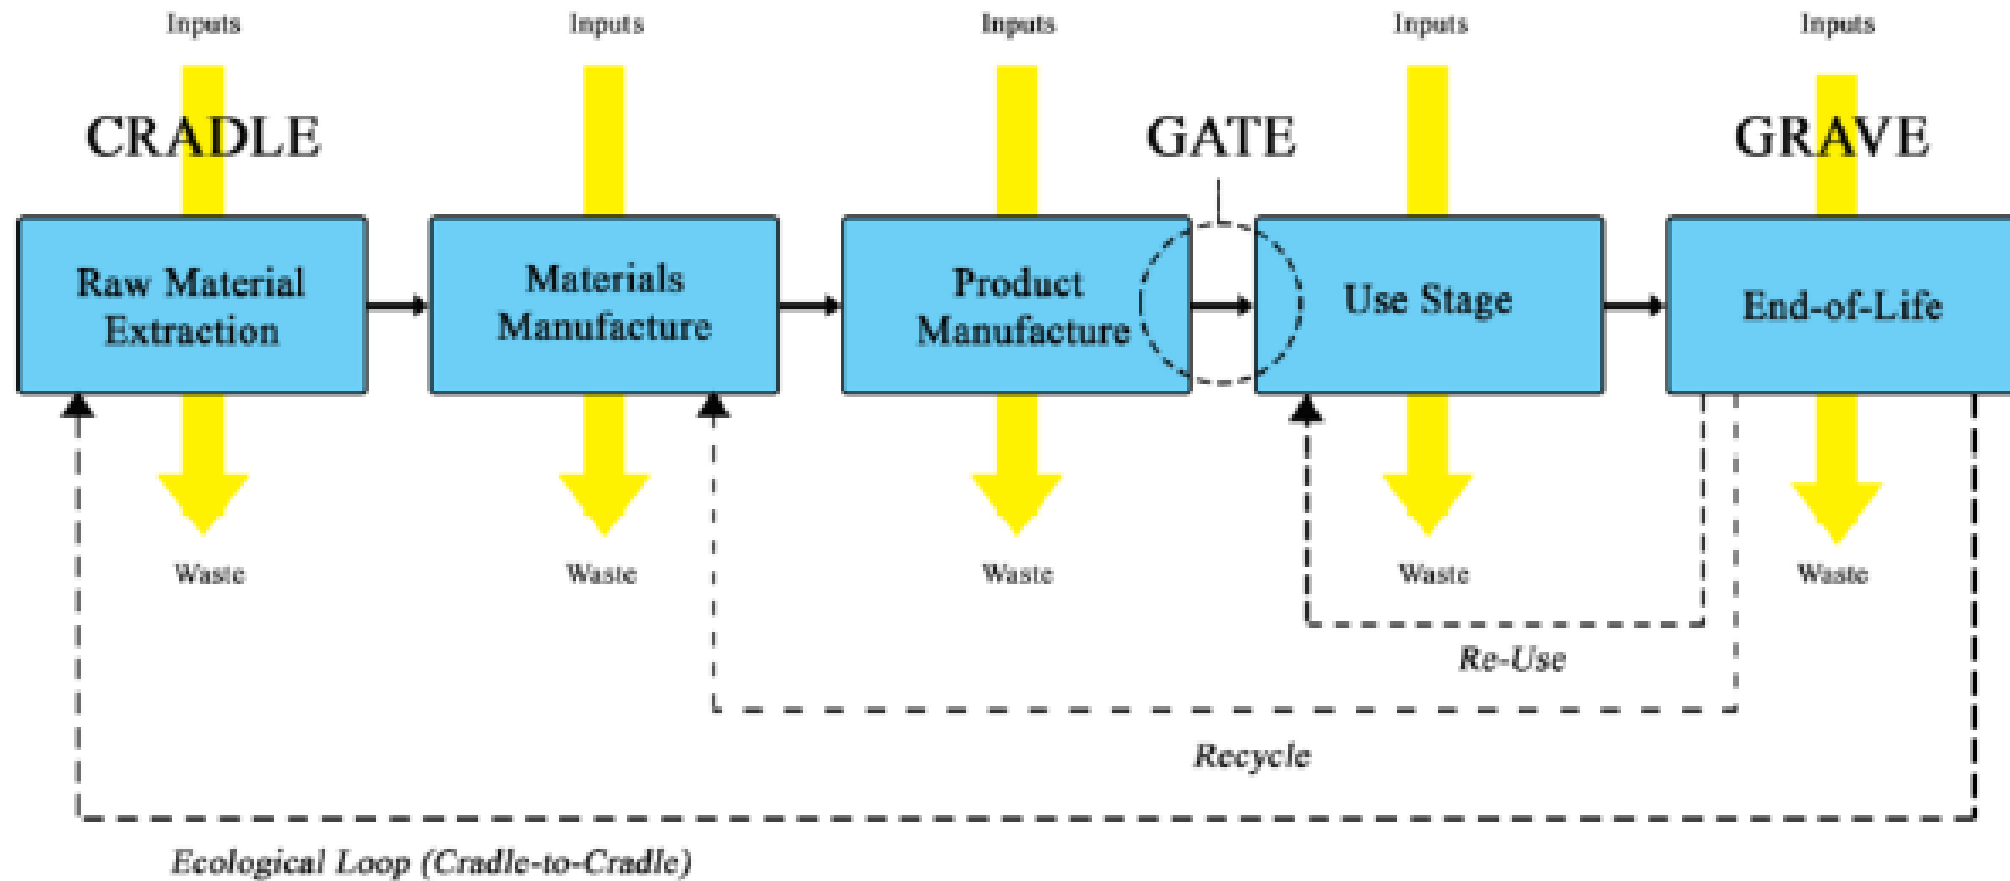 Inputs
Inputs
Inputs
Inputs
Inputs
CRADLE
GATE
GRAVE
Raw Material
Extraction
Materials
Manufacture
Product
Manufacture
Use Stage
End-of-Life
Waste
Waste
Waste
Waste
Waste
Re-Use
Recycle
Ecological Loop (Cradle-to-Cradle)